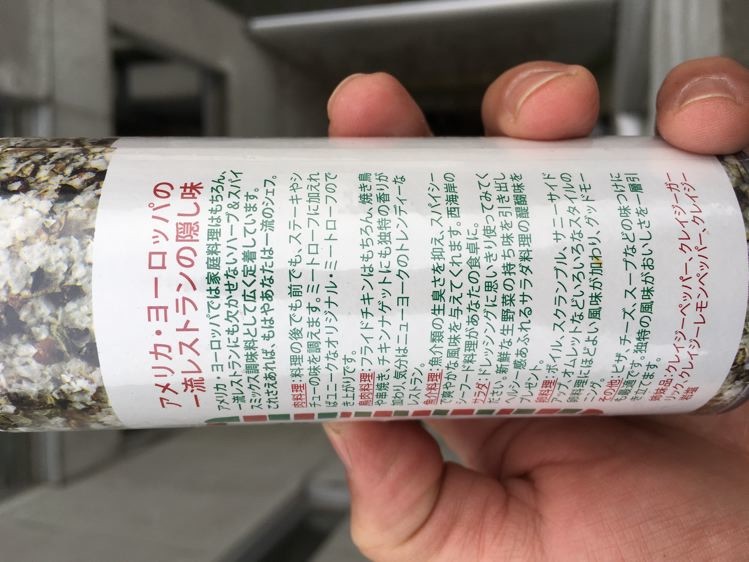 アメリカ・ヨーロッパの
一流レストランの隠し味
アメリカ・ヨーロッパでは家庭料理はもちろん、
一流レストランにも欠かせないハーブ&スパイ
スミックス調味料として広く定着しています。
これさえあれば、もはやあなたは一流のシェフ。
肉料理:料理の後でも前でも、ステーキやシ
チューの味を調えます。ミートローフに加えれ
ばユニークなオリジナル・ミートローフので
き上がりです。
鳥肉料理:フライドチキンはもちろん、焼き鳥
や串焼き、チキンナゲットにも独特の香りが
加わり、気分はニューヨークのトレンディーな
レストラン。
魚介料理:魚介類の生臭さを抑え、スパイシー
で爽やかな風味を与えてくれます。西海岸の
シーフード料理があなたの食卓に。
サラダ:ドレッシングに思いきり使ってみてく
ださい。新鮮な生野菜の持ち味を引き出し
ヘルシー感あふれるサラダ料理の醍醐味を
プレゼント。
卵料理:ボイル、スクランブル、サニーサイド
アップ、オムレットなどいろいろなスタイルの
卵料理にほどよい風味が加わり、グッドモー
ニング。
その他:ピザ、チーズ、スープなどの味つけに
も最適です。独特の風味がおいしさを一層引
き立てます。
姉妹品:クレイジーペッパー、クレイジーガー
リック、クレイジーレモンペッパー、クレイジー
岩塩